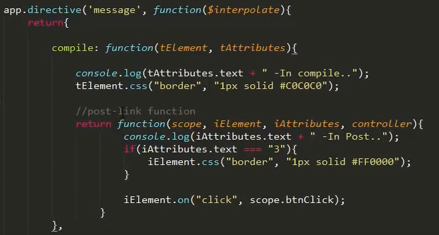 app.directive('message', function($interpolate){
return{
compile: function(tElement, tAttributes){
console.log(tAttributes.text + " -In compile..");
tElement.css("border", "1px solid #C0C0C0");
//post-link function
return function(scope, iElement, iAttributes, controller){
console.log(iAttributes.text + " -In Post..");
if(iAttributes.text === "3"){
iElement.css("border", "1px solid #FF0000");
}
iElement.on("click", scope.btnClick);
}
},